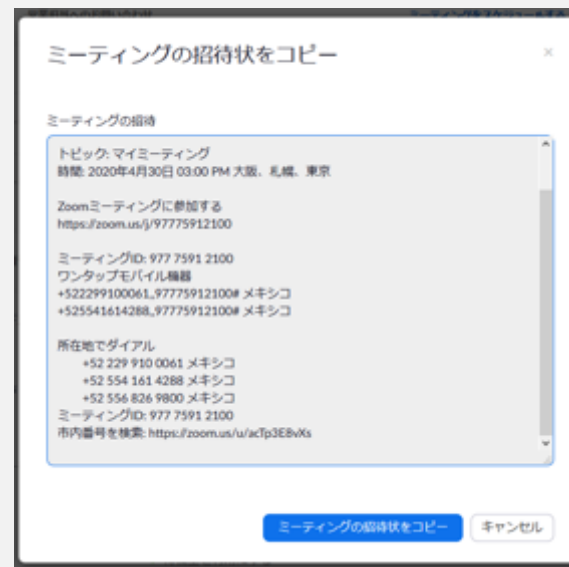 ミーティングの招待状をコピー
×
ミーティングの招待
トピック: マイミーティング
時間: 2020年4月30日 03:00 PM 大阪、札幌、東京
Zoomミーティングに参加する
https://zoom.us/j/97775912100
ミーティングID: 977 7591 2100
ワンタップモバイル機器
+522299100061,,97775912100# メキシコ
+525541614288,,97775912100# メキシコ
所在地でダイアル
+52 229 910 0061 メキシコ
+52 554 161 4288 メキシコ
+52 556 826 9800 メキシコ
ミーティングID: 977 7591 2100
市内番号を検索: https://zoom.us/u/acTp3E8vXs
ミーティングの招待状をコピー
キャンセル